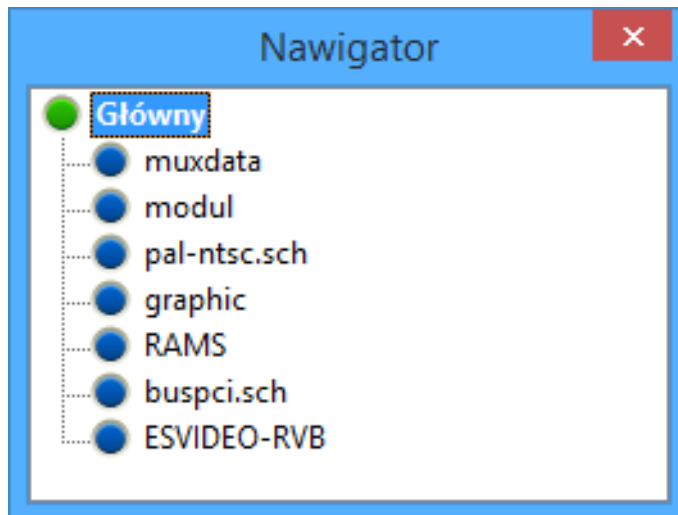 Nawigator
Główny
muxdata
modul
pal-ntsc.sch
graphic
RAMS
buspci.sch
ESVIDEO-RVB